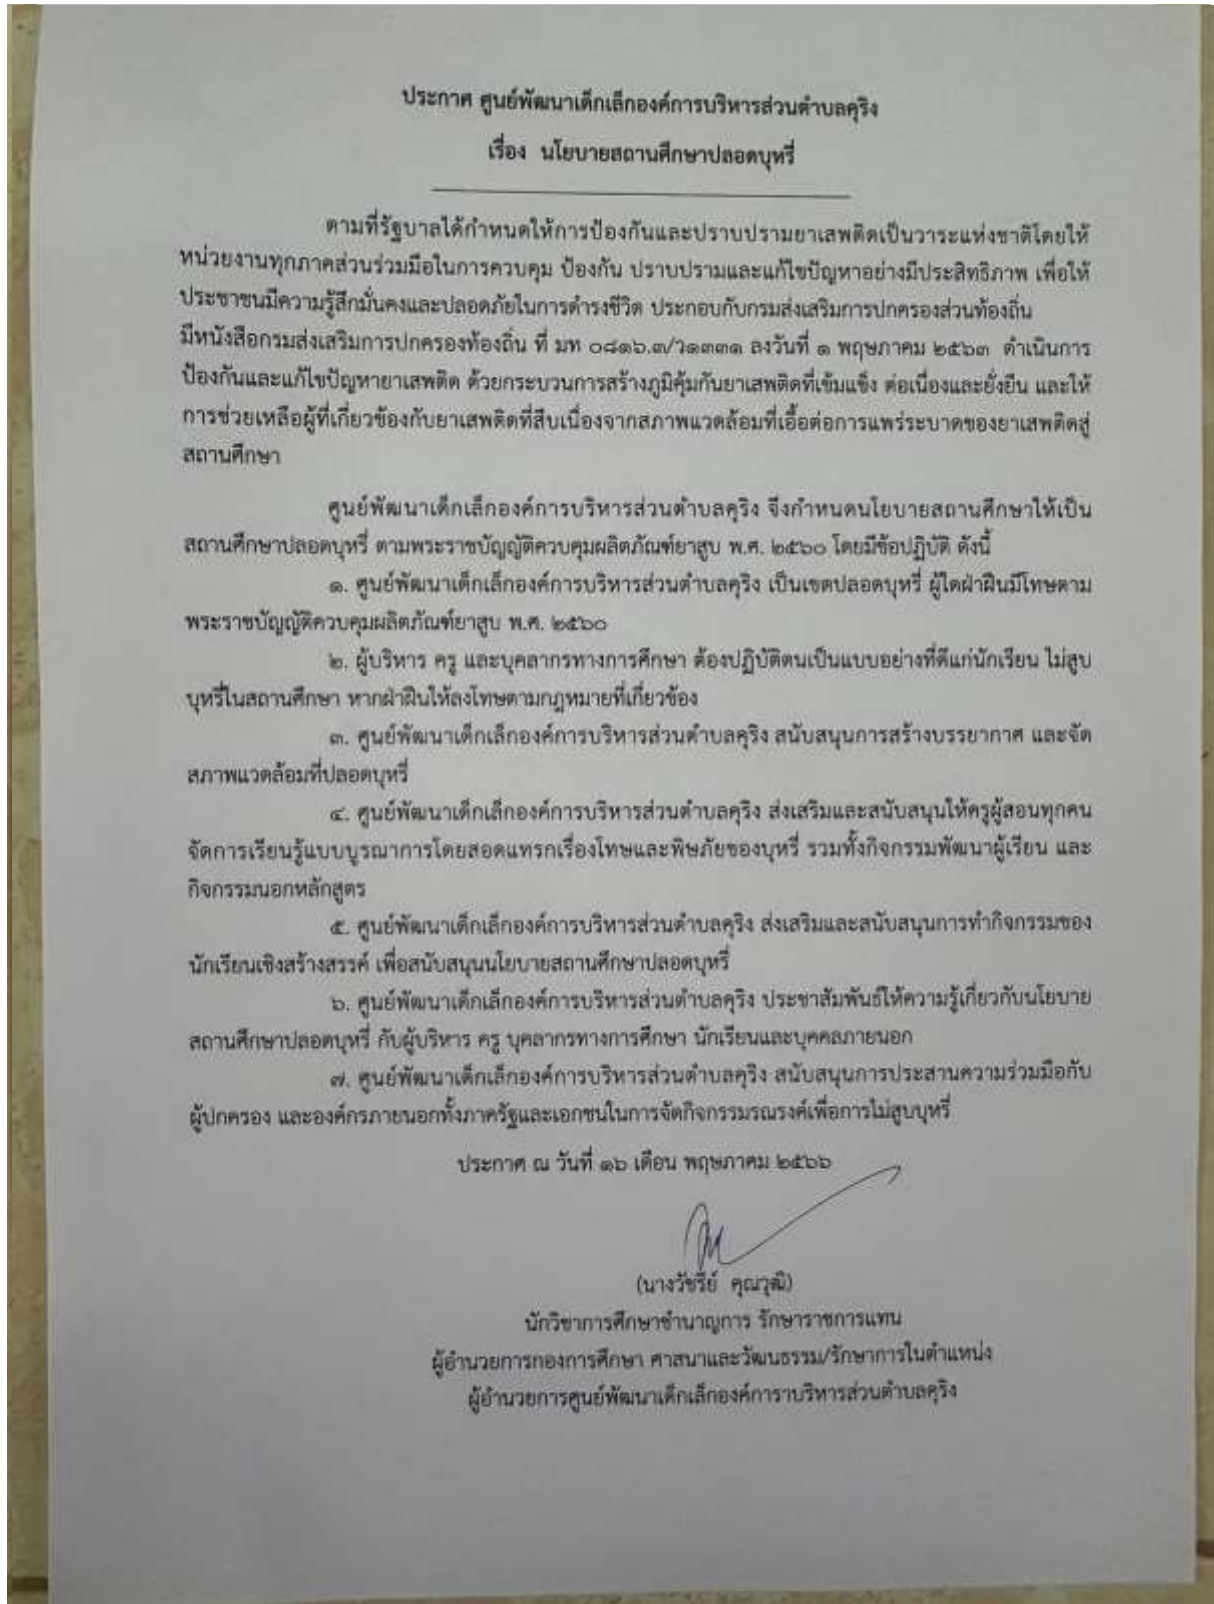 ประกาศ ศูนย์พัฒนาเด็กเล็กองค์การบริหารส่วนตำบลคุริง
เรื่อง นโยบายสถานศึกษาปลอดบุหรี่
ตามที่รัฐบาลได้กำหนดให้การป้องกันและปราบปรามยาเสพติดเป็นวาระแห่งชาติโดยให้
หน่วยงานทุกภาคส่วนร่วมมือในการควบคุม ป้องกัน ปราบปรามและแก้ไขปัญหาอย่างมีประสิทธิภาพ เพื่อให้
ประชาชนมีความรู้สึกมั่นคงและปลอดภัยในการดำรงชีวิต ประกอบกับกรมส่งเสริมการปกครองส่วนท้องถิ่น
มีหนังสือกรมส่งเสริมการปกครองท้องถิ่น ที่ มท ๐๘๑๖.๓/ว๑๓๓๑ ลงวันที่ ๑ พฤษภาคม ๒๕๖๓ ดำเนินการ
ป้องกันและแก้ไขปัญหายาเสพติด ด้วยกระบวนการสร้างภูมิคุ้มกันยาเสพติดที่เข้มแข็ง ต่อเนื่องและยั่งยืน และให้
การช่วยเหลือผู้ที่เกี่ยวข้องกับยาเสพติดที่สืบเนื่องจากสภาพแวดล้อมที่เอื้อต่อการแพร่ระบาดของยาเสพติดสู่
สถานศึกษา
ศูนย์พัฒนาเด็กเล็กองค์การบริหารส่วนตำบลคุริง จึงกำหนดนโยบายสถานศึกษาให้เป็น
สถานศึกษาปลอดบุหรี่ ตามพระราชบัญญัติควบคุมผลิตภัณฑ์ยาสูบ พ.ศ. ๒๕๖๐ โดยมีข้อปฏิบัติ ดังนี้
๑. ศูนย์พัฒนาเด็กเล็กองค์การบริหารส่วนตำบลคุริง เป็นเขตปลอดบุหรี่ ผู้ใดฝ่าฝืนมีโทษตาม
พระราชบัญญัติควบคุมผลิตภัณฑ์ยาสูบ พ.ศ. ๒๕๖๐
๒. ผู้บริหาร ครู และบุคลากรทางการศึกษา ต้องปฏิบัติตนเป็นแบบอย่างที่ดีแก่นักเรียน ไม่สูบ
บุหรี่ในสถานศึกษา หากฝ่าฝืนให้ลงโทษตามกฎหมายที่เกี่ยวข้อง
๓. ศูนย์พัฒนาเด็กเล็กองค์การบริหารส่วนตำบลคุริง สนับสนุนการสร้างบรรยากาศ และจัด
สภาพแวดล้อมที่ปลอดบุหรี่
๔. ศูนย์พัฒนาเด็กเล็กองค์การบริหารส่วนตำบลคุริง ส่งเสริมและสนับสนุนให้ครูผู้สอนทุกคน
จัดการเรียนรู้แบบบูรณาการโดยสอดแทรกเรื่องโทษและพิษภัยของบุหรี่ รวมทั้งกิจกรรมพัฒนาผู้เรียน และ
กิจกรรมนอกหลักสูตร
๕. ศูนย์พัฒนาเด็กเล็กองค์การบริหารส่วนตำบลคุริง ส่งเสริมและสนับสนุนการทำกิจกรรมของ
นักเรียนเชิงสร้างสรรค์ เพื่อสนับสนุนนโยบายสถานศึกษาปลอดบุหรี่
๖. ศูนย์พัฒนาเด็กเล็กองค์การบริหารส่วนตำบลคุริง ประชาสัมพันธ์ให้ความรู้เกี่ยวกับนโยบาย
สถานศึกษาปลอดบุหรี่ กับผู้บริหาร ครู บุคลากรทางการศึกษา นักเรียนและบุคคลภายนอก
๗. ศูนย์พัฒนาเด็กเล็กองค์การบริหารส่วนตำบลคุริง สนับสนุนการประสานความร่วมมือกับ
ผู้ปกครอง และองค์กรภายนอกทั้งภาครัฐและเอกชนในการจัดกิจกรรมรณรงค์เพื่อการไม่สูบบุหรี่
ประกาศ ณ วันที่ ๑๖ เดือน พฤษภาคม ๒๕๖๖
(นางวัชรีย์ คุณวุฒิ)
นักวิชาการศึกษาชำนาญการ รักษาราชการแทน
ผู้อำนวยการกองการศึกษา ศาสนาและวัฒนธรรม/รักษาการในตำแหน่ง
ผู้อำนวยการศูนย์พัฒนาเด็กเล็กองค์การาบริหารส่วนตำบลคุริง